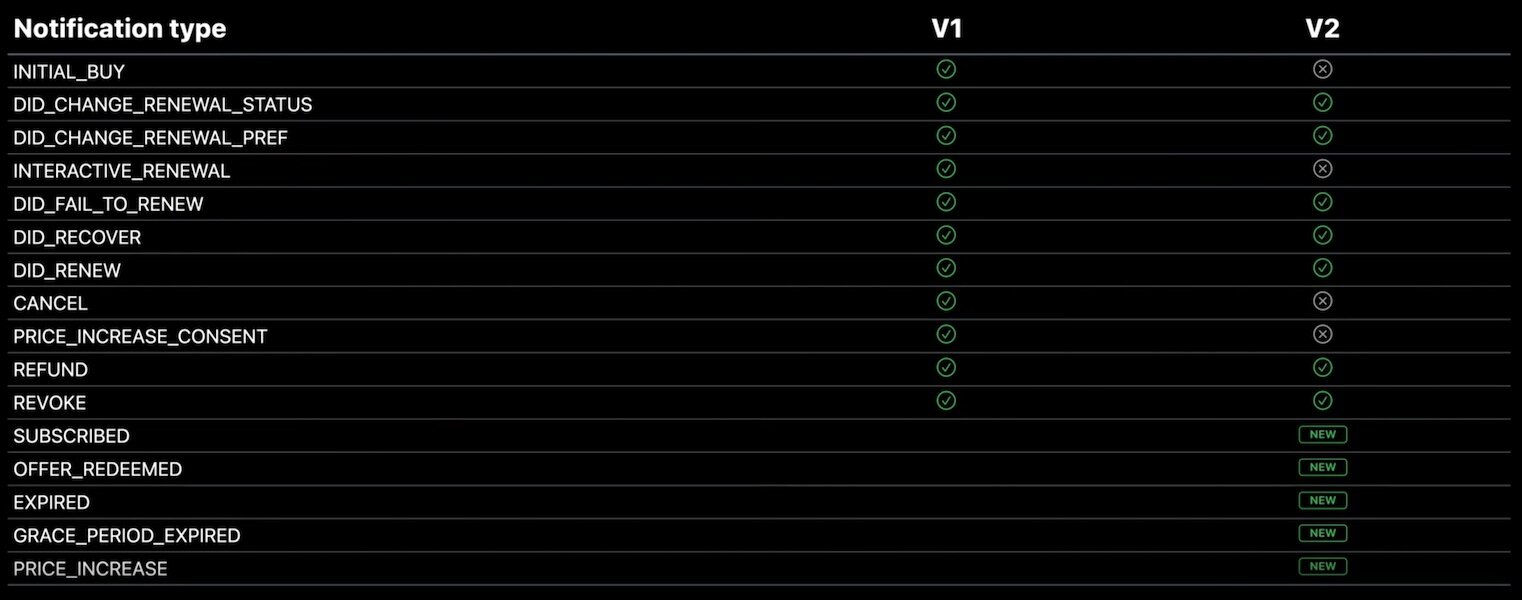 Notification type V1 V2
INITIAL_BUY
DID_CHANGE_RENEWAL_STATUS
DID_CHANGE_RENEWAL_PREF
INTERACTIVE_RENEWAL
DID_FAIL_TO_RENEW
DID_RECOVER
DID_RENEW
CANCEL
PRICE_INCREASE_CONSENT
REFUND
REVOKE
SUBSCRIBED NEW
OFFER_REDEEMED NEW
EXPIRED NEW
GRACE_PERIOD_EXPIRED NEW
PRICE_INCREASE NEW